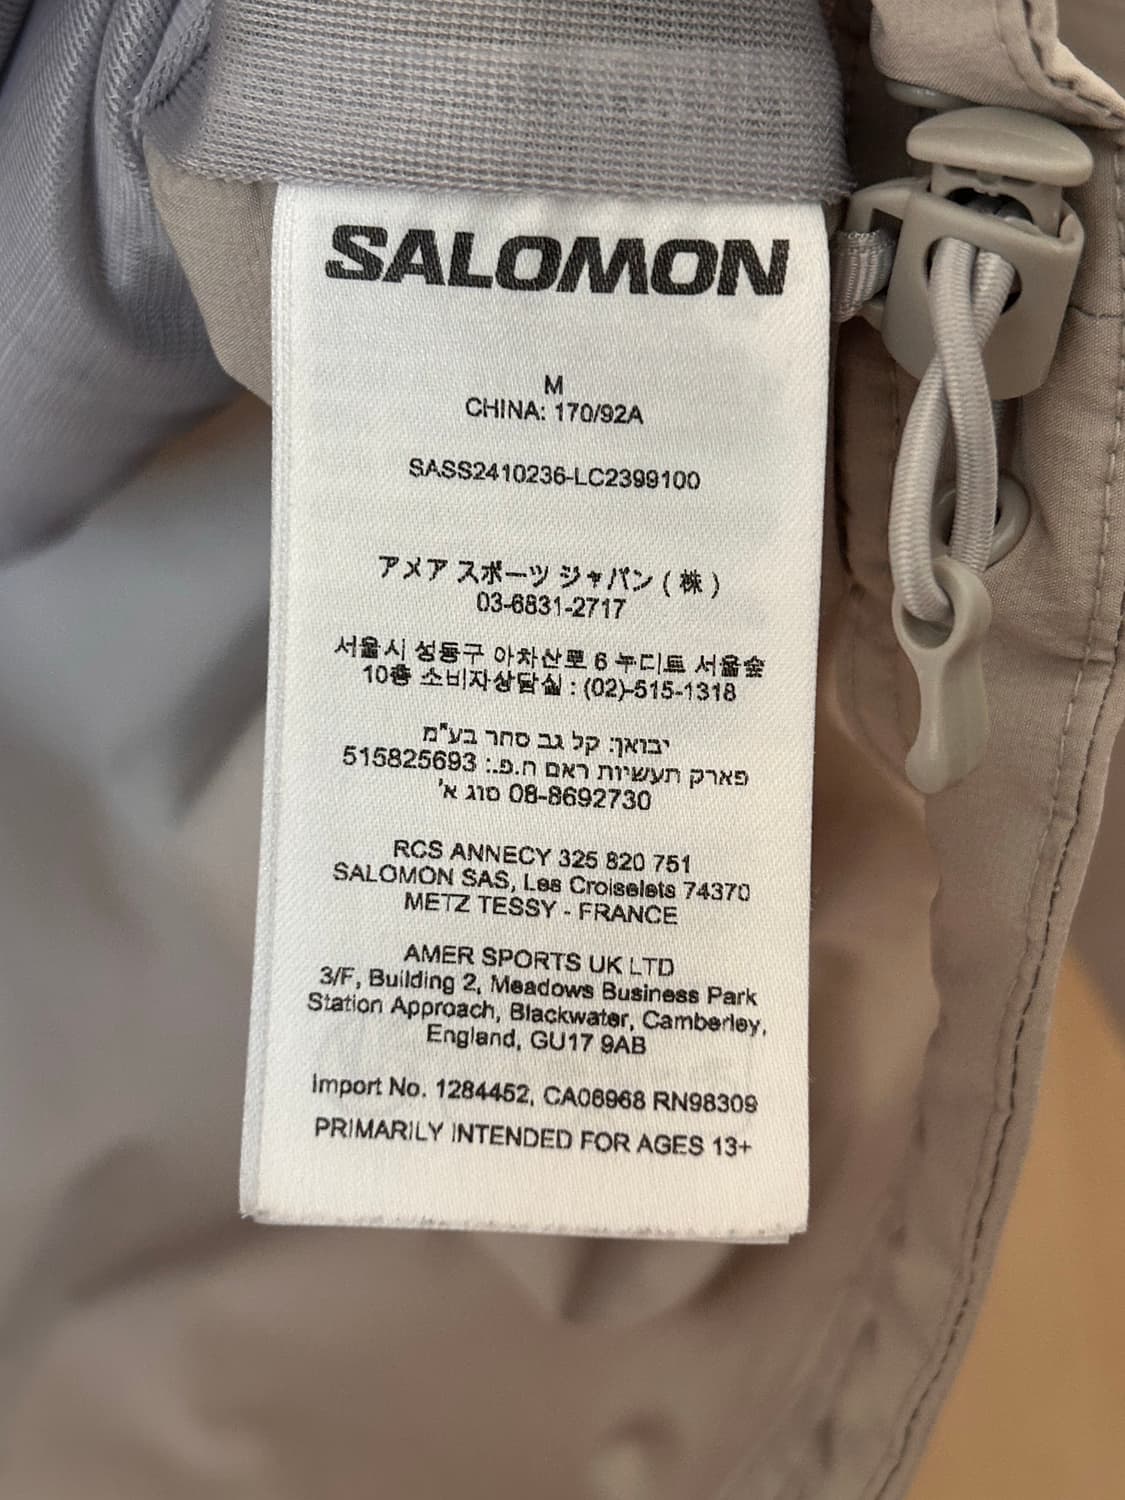 SALOMON
M
CHINA: 170/92A
SASS2410236-LC2399100
アメア スポーツ ジャパン ( 株 )
03-6831-2717
서울시 성동구 아차산로 6 누디트 서울숲
10층 소비자상담실 : (02)-515-1318
יבואן: קל גב סחר בע"מ
פארק תעשיות ראם ח.פ.: 515825693
08-8692730 סוג א'
RCS ANNECY 325 820 751
SALOMON SAS, Les Croiselets 74370
METZ TESSY - FRANCE
AMER SPORTS UK LTD
3/F, Building 2, Meadows Business Park
Station Approach, Blackwater, Camberley,
England, GU17 9AB
Import No. 1284452, CA08968 RN98309
PRIMARILY INTENDED FOR AGES 13+